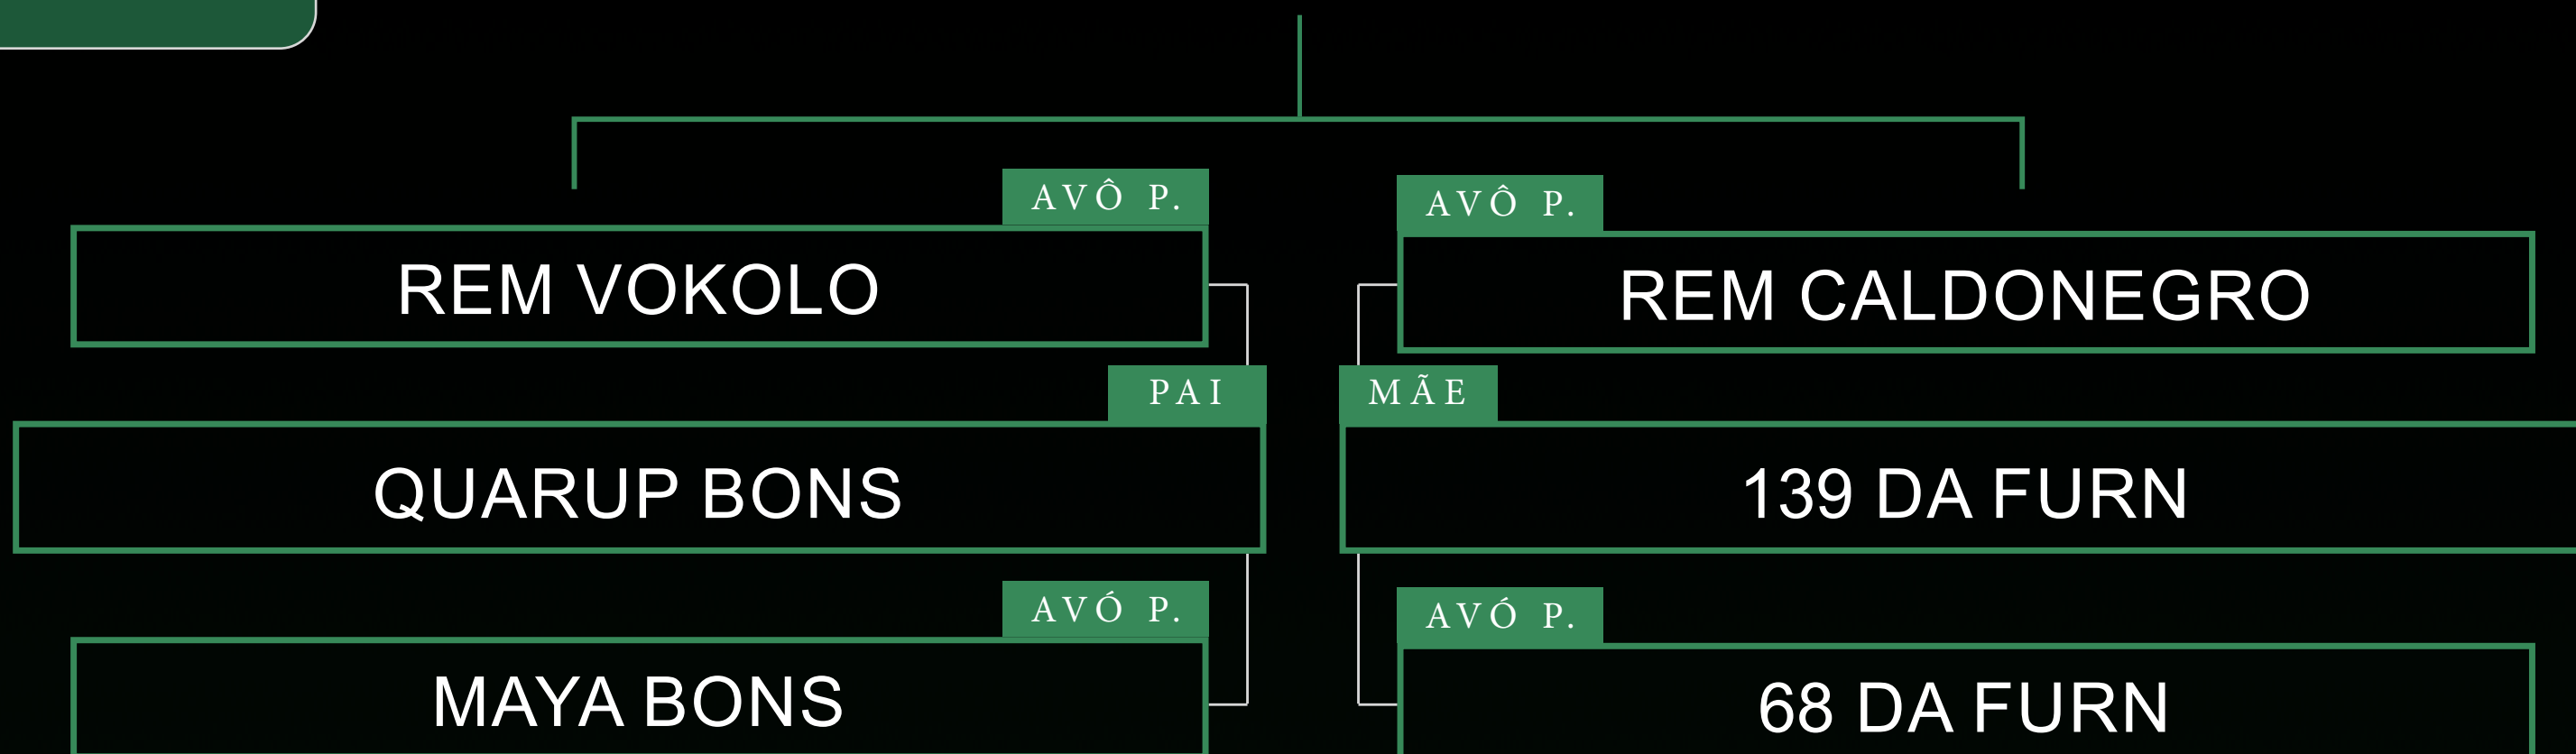 AVÔ P.
REM VOKOLO
PAI
QUARUP BONS
AVÓ P.
MAYA BONS
AVÔ P.
REM CALDONEGRO
MÃE
139 DA FURN
AVÓ P.
68 DA FURN